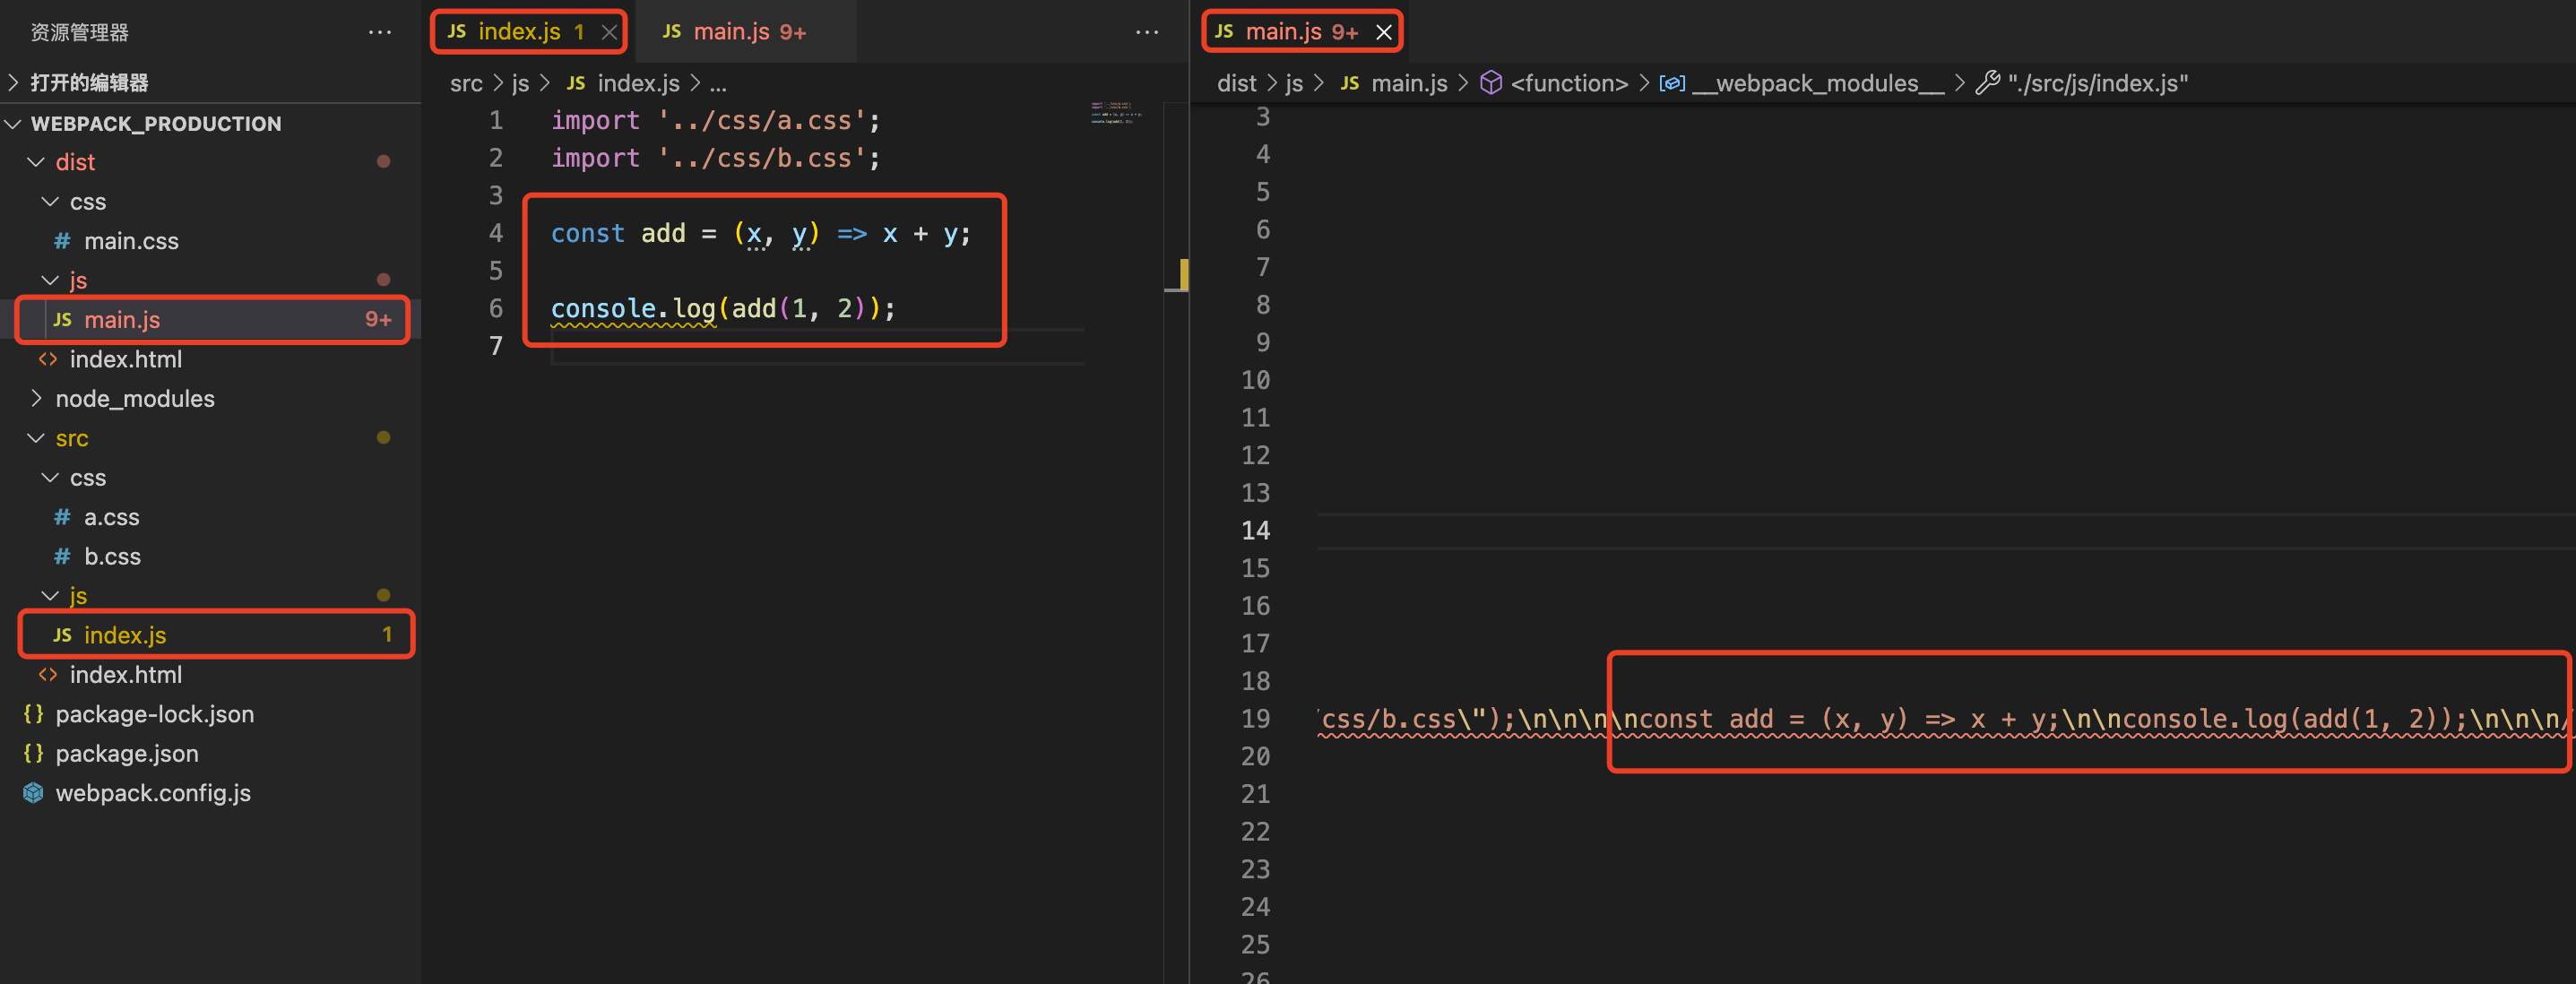 资源管理器 ···
打开的编辑器
WEBPACK_PRODUCTION
dist
css
# main.css
js
JS main.js 9+
<> index.html
node_modules
src
css
# a.css
# b.css
js
JS index.js 1
<> index.html
{} package-lock.json
{} package.json
webpack.config.js
JS index.js 1 × JS main.js 9+ ···
src > js > JS index.js > ...
1 import '../css/a.css';
2 import '../css/b.css';
3
4 const add = (x, y) => x + y;
5
6 console.log(add(1, 2));
7
JS main.js 9+ ×
dist > js > JS main.js > <function> > __webpack_modules__ > "./src/js/index.js"
3
4
5
6
7
8
9
10
11
12
13
14
15
16
17
18
19 /css/b.css\");\n\n\n\nconst add = (x, y) => x + y;\n\nconsole.log(add(1, 2));\n\n\n/
20
21
22
23
24
25
26